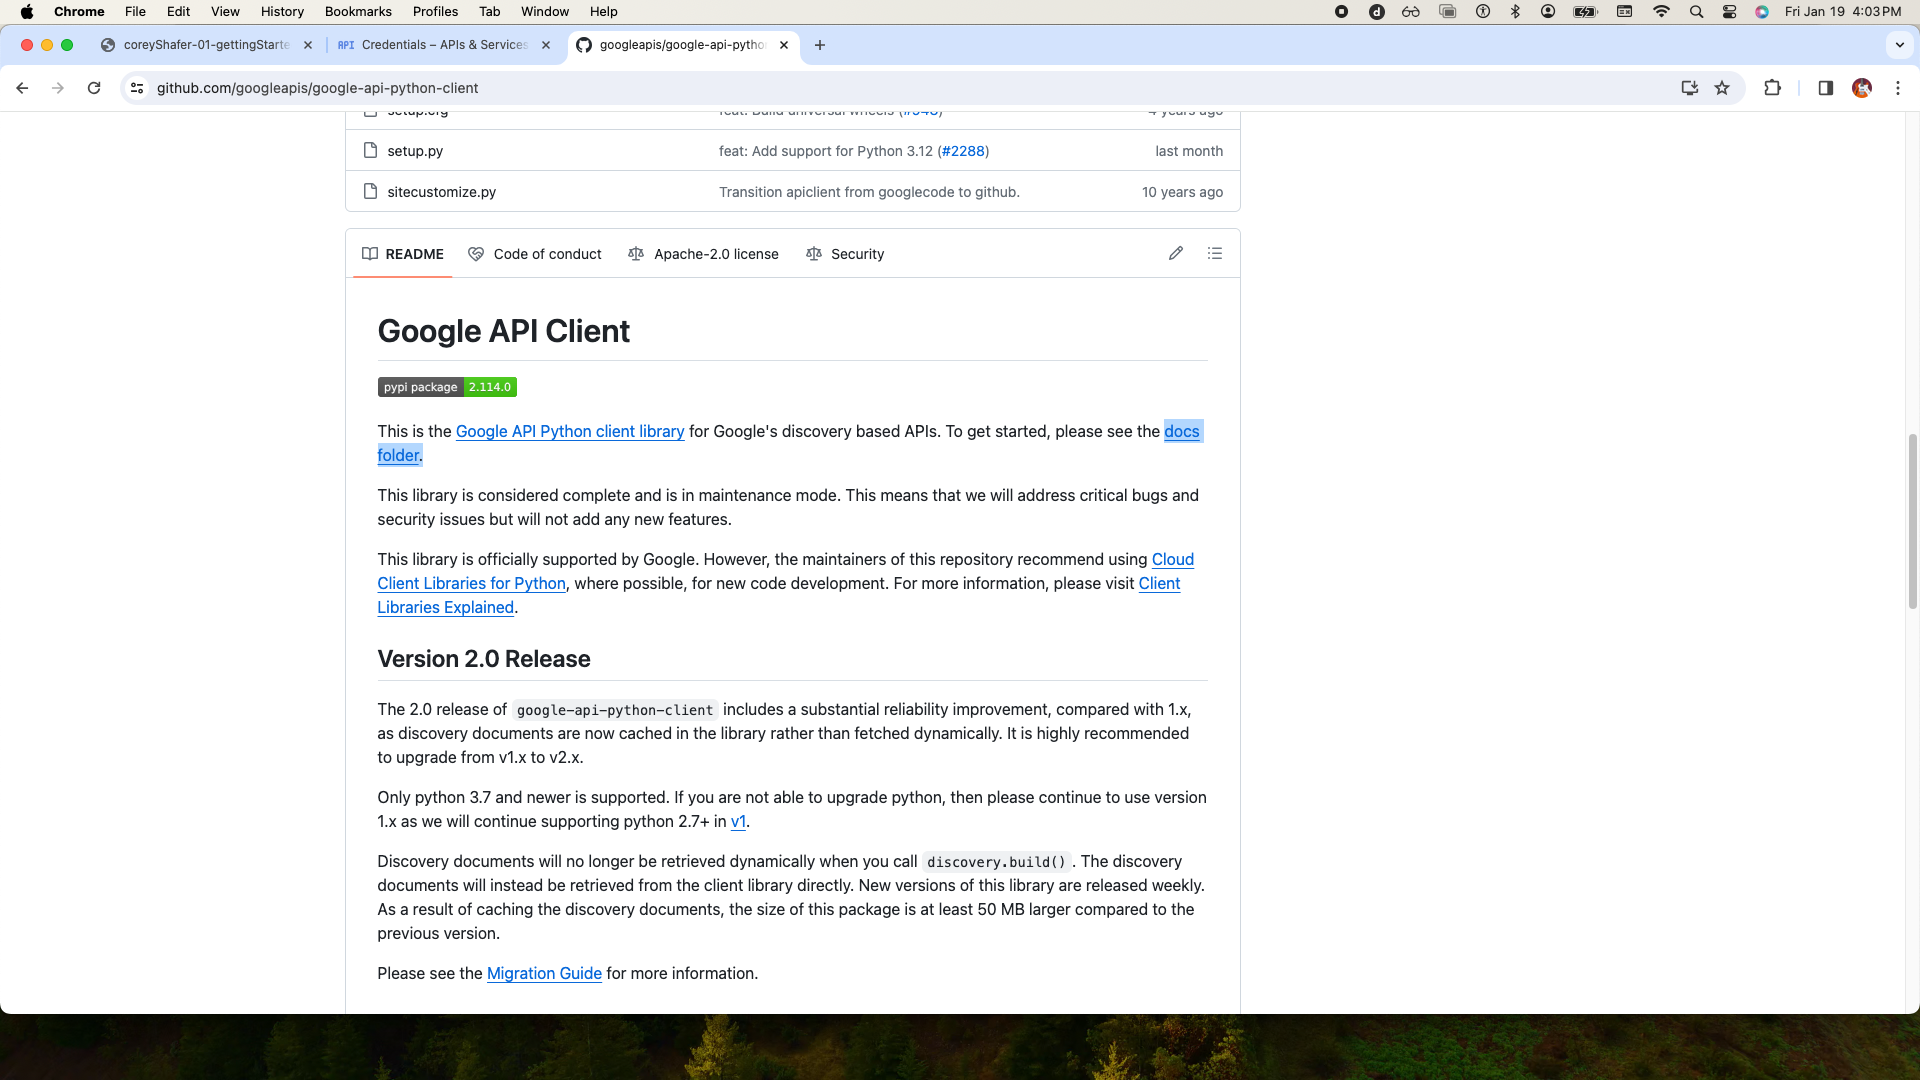 Chrome File Edit View History Bookmarks Profiles Tab Window Help Fri Jan 19 4:03 PM
coreyShafer-01-gettingStarte API Credentials – APIs & Services googleapis/google-api-pytho
github.com/googleapis/google-api-python-client
setup.cfg feat: Build universal wheels (#948) 4 years ago
setup.py feat: Add support for Python 3.12 (#2288) last month
sitecustomize.py Transition apiclient from googlecode to github. 10 years ago
README Code of conduct Apache-2.0 license Security
Google API Client
pypi package 2.114.0
This is the Google API Python client library for Google's discovery based APIs. To get started, please see the docs
folder.
This library is considered complete and is in maintenance mode. This means that we will address critical bugs and
security issues but will not add any new features.
This library is officially supported by Google. However, the maintainers of this repository recommend using Cloud
Client Libraries for Python, where possible, for new code development. For more information, please visit Client
Libraries Explained.
Version 2.0 Release
The 2.0 release of google-api-python-client includes a substantial reliability improvement, compared with 1.x,
as discovery documents are now cached in the library rather than fetched dynamically. It is highly recommended
to upgrade from v1.x to v2.x.
Only python 3.7 and newer is supported. If you are not able to upgrade python, then please continue to use version
1.x as we will continue supporting python 2.7+ in v1.
Discovery documents will no longer be retrieved dynamically when you call discovery.build(). The discovery
documents will instead be retrieved from the client library directly. New versions of this library are released weekly.
As a result of caching the discovery documents, the size of this package is at least 50 MB larger compared to the
previous version.
Please see the Migration Guide for more information.